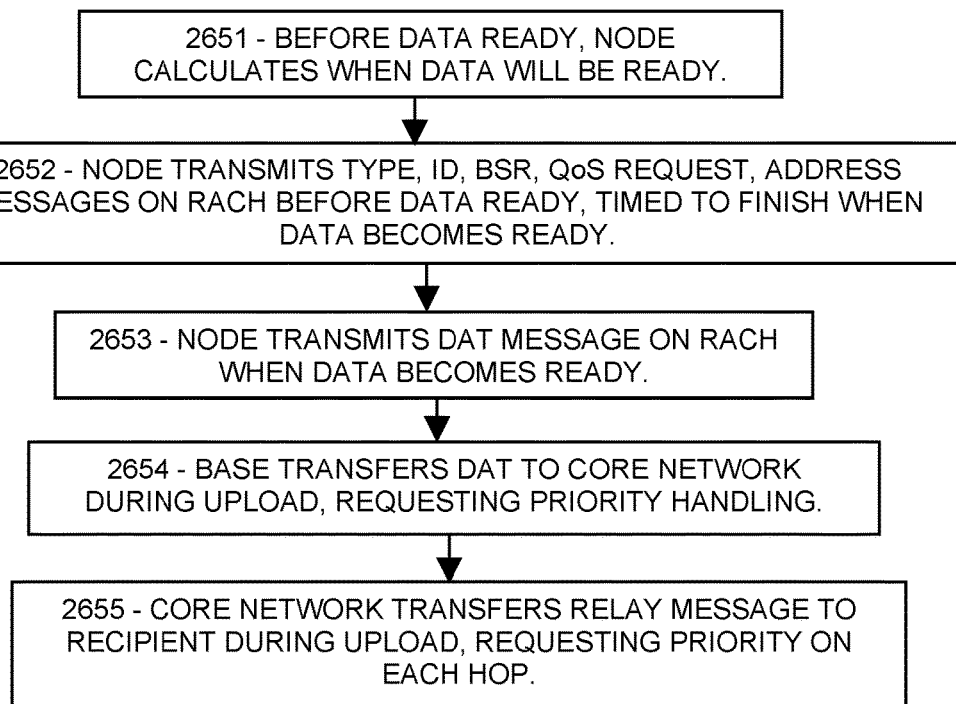 2651 - BEFORE DATA READY, NODE
CALCULATES WHEN DATA WILL BE READY.
2652 - NODE TRANSMITS TYPE, ID, BSR, QoS REQUEST, ADDRESS
ESSAGES ON RACH BEFORE DATA READY, TIMED TO FINISH WHEN
DATA BECOMES READY.
2653 - NODE TRANSMITS DAT MESSAGE ON RACH
WHEN DATA BECOMES READY.
2654 - BASE TRANSFERS DAT TO CORE NETWORK
DURING UPLOAD, REQUESTING PRIORITY HANDLING.
2655 - CORE NETWORK TRANSFERS RELAY MESSAGE TO
RECIPIENT DURING UPLOAD, REQUESTING PRIORITY ON
EACH HOP.